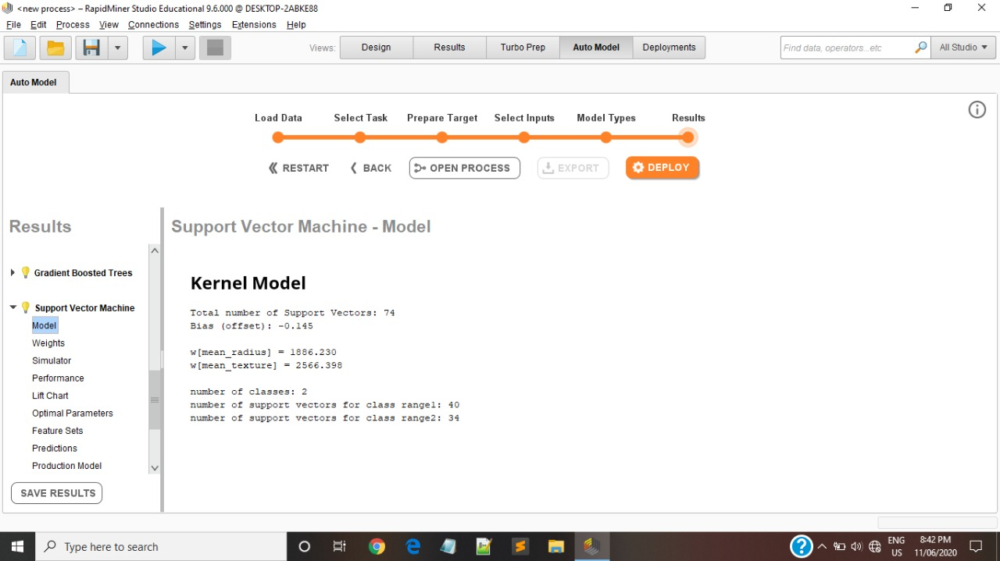 <new process> – RapidMiner Studio Educational 9.6.000 @ DESKTOP-2ABKE88
File Edit Process View Connections Settings Extensions Help
Views: Design Results Turbo Prep Auto Model Deployments Find data, operators...etc All Studio
Auto Model
Load Data Select Task Prepare Target Select Inputs Model Types Results
RESTART BACK OPEN PROCESS EXPORT DEPLOY
Results
Gradient Boosted Trees
Support Vector Machine
Model
Weights
Simulator
Performance
Lift Chart
Optimal Parameters
Feature Sets
Predictions
Production Model
SAVE RESULTS
Support Vector Machine - Model
Kernel Model
Total number of Support Vectors: 74
Bias (offset): -0.145
w[mean_radius] = 1886.230
w[mean_texture] = 2566.398
number of classes: 2
number of support vectors for class range1: 40
number of support vectors for class range2: 34
Type here to search
ENG
US
8:42 PM
11/06/2020